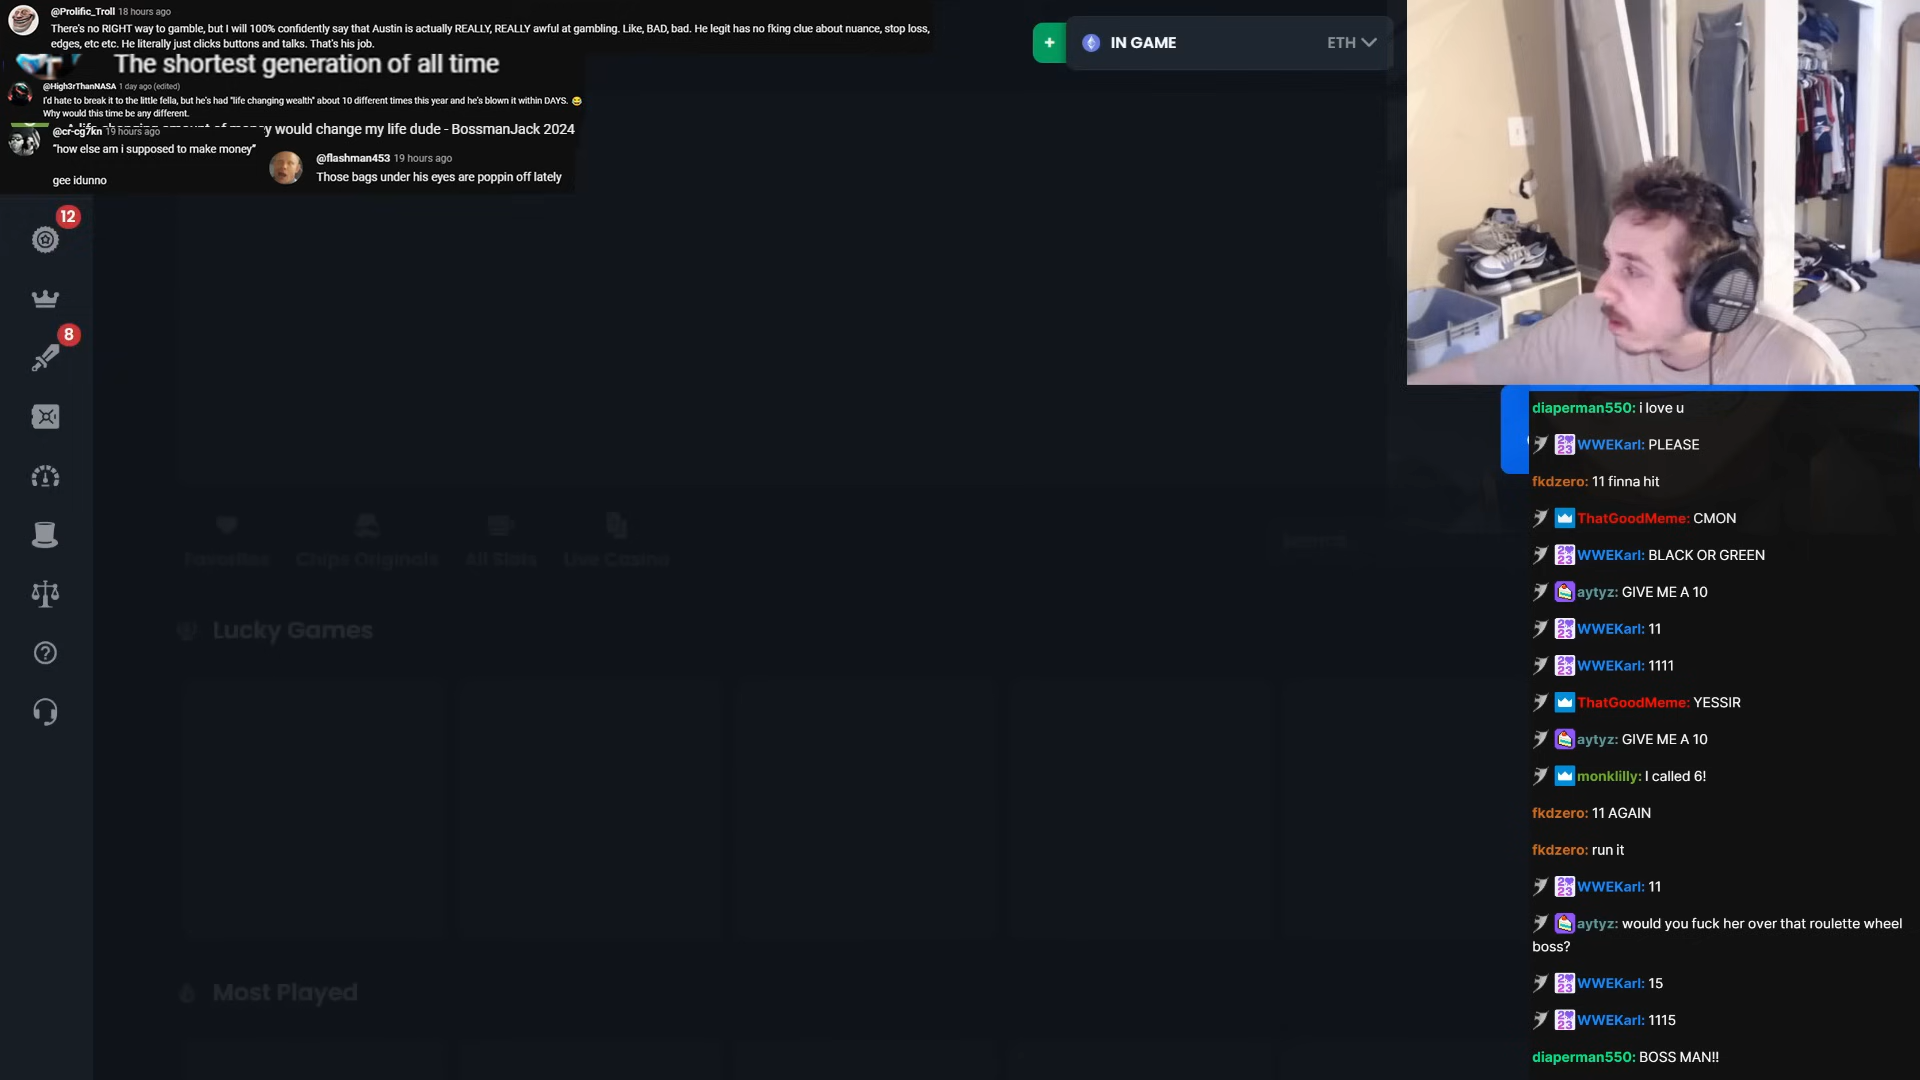 @Prolific_Troll 18 hours ago
There's no RIGHT way to gamble, but I will 100% confidently say that Austin is actually REALLY, REALLY awful at gambling. Like, BAD, bad. He legit has no fking clue about nuance, stop loss,
edges, etc etc. He literally just clicks buttons and talks. That's his job.
The shortest generation of all time
@High3rThanNASA 1 day ago (edited)
I'd hate to break it to the little fella, but he's had "life changing wealth" about 10 different times this year and he's blown it within DAYS. 😂
Why would this time be any different.
would change my life dude - BossmanJack 2024
@cr-cg7kn 19 hours ago
"how else am i supposed to make money"
gee idunno
@flashman453 19 hours ago
Those bags under his eyes are poppin off lately
+
IN GAME
ETH
12
8
Favorites
Chips Originals
All Slots
Live Casino
Search
Lucky Games
Most Played
diaperman550: i love u
WWEKarl: PLEASE
fkdzero: 11 finna hit
ThatGoodMeme: CMON
WWEKarl: BLACK OR GREEN
aytyz: GIVE ME A 10
WWEKarl: 11
WWEKarl: 1111
ThatGoodMeme: YESSIR
aytyz: GIVE ME A 10
monklilly: I called 6!
fkdzero: 11 AGAIN
fkdzero: run it
WWEKarl: 11
aytyz: would you fuck her over that roulette wheel
boss?
WWEKarl: 15
WWEKarl: 1115
diaperman550: BOSS MAN!!